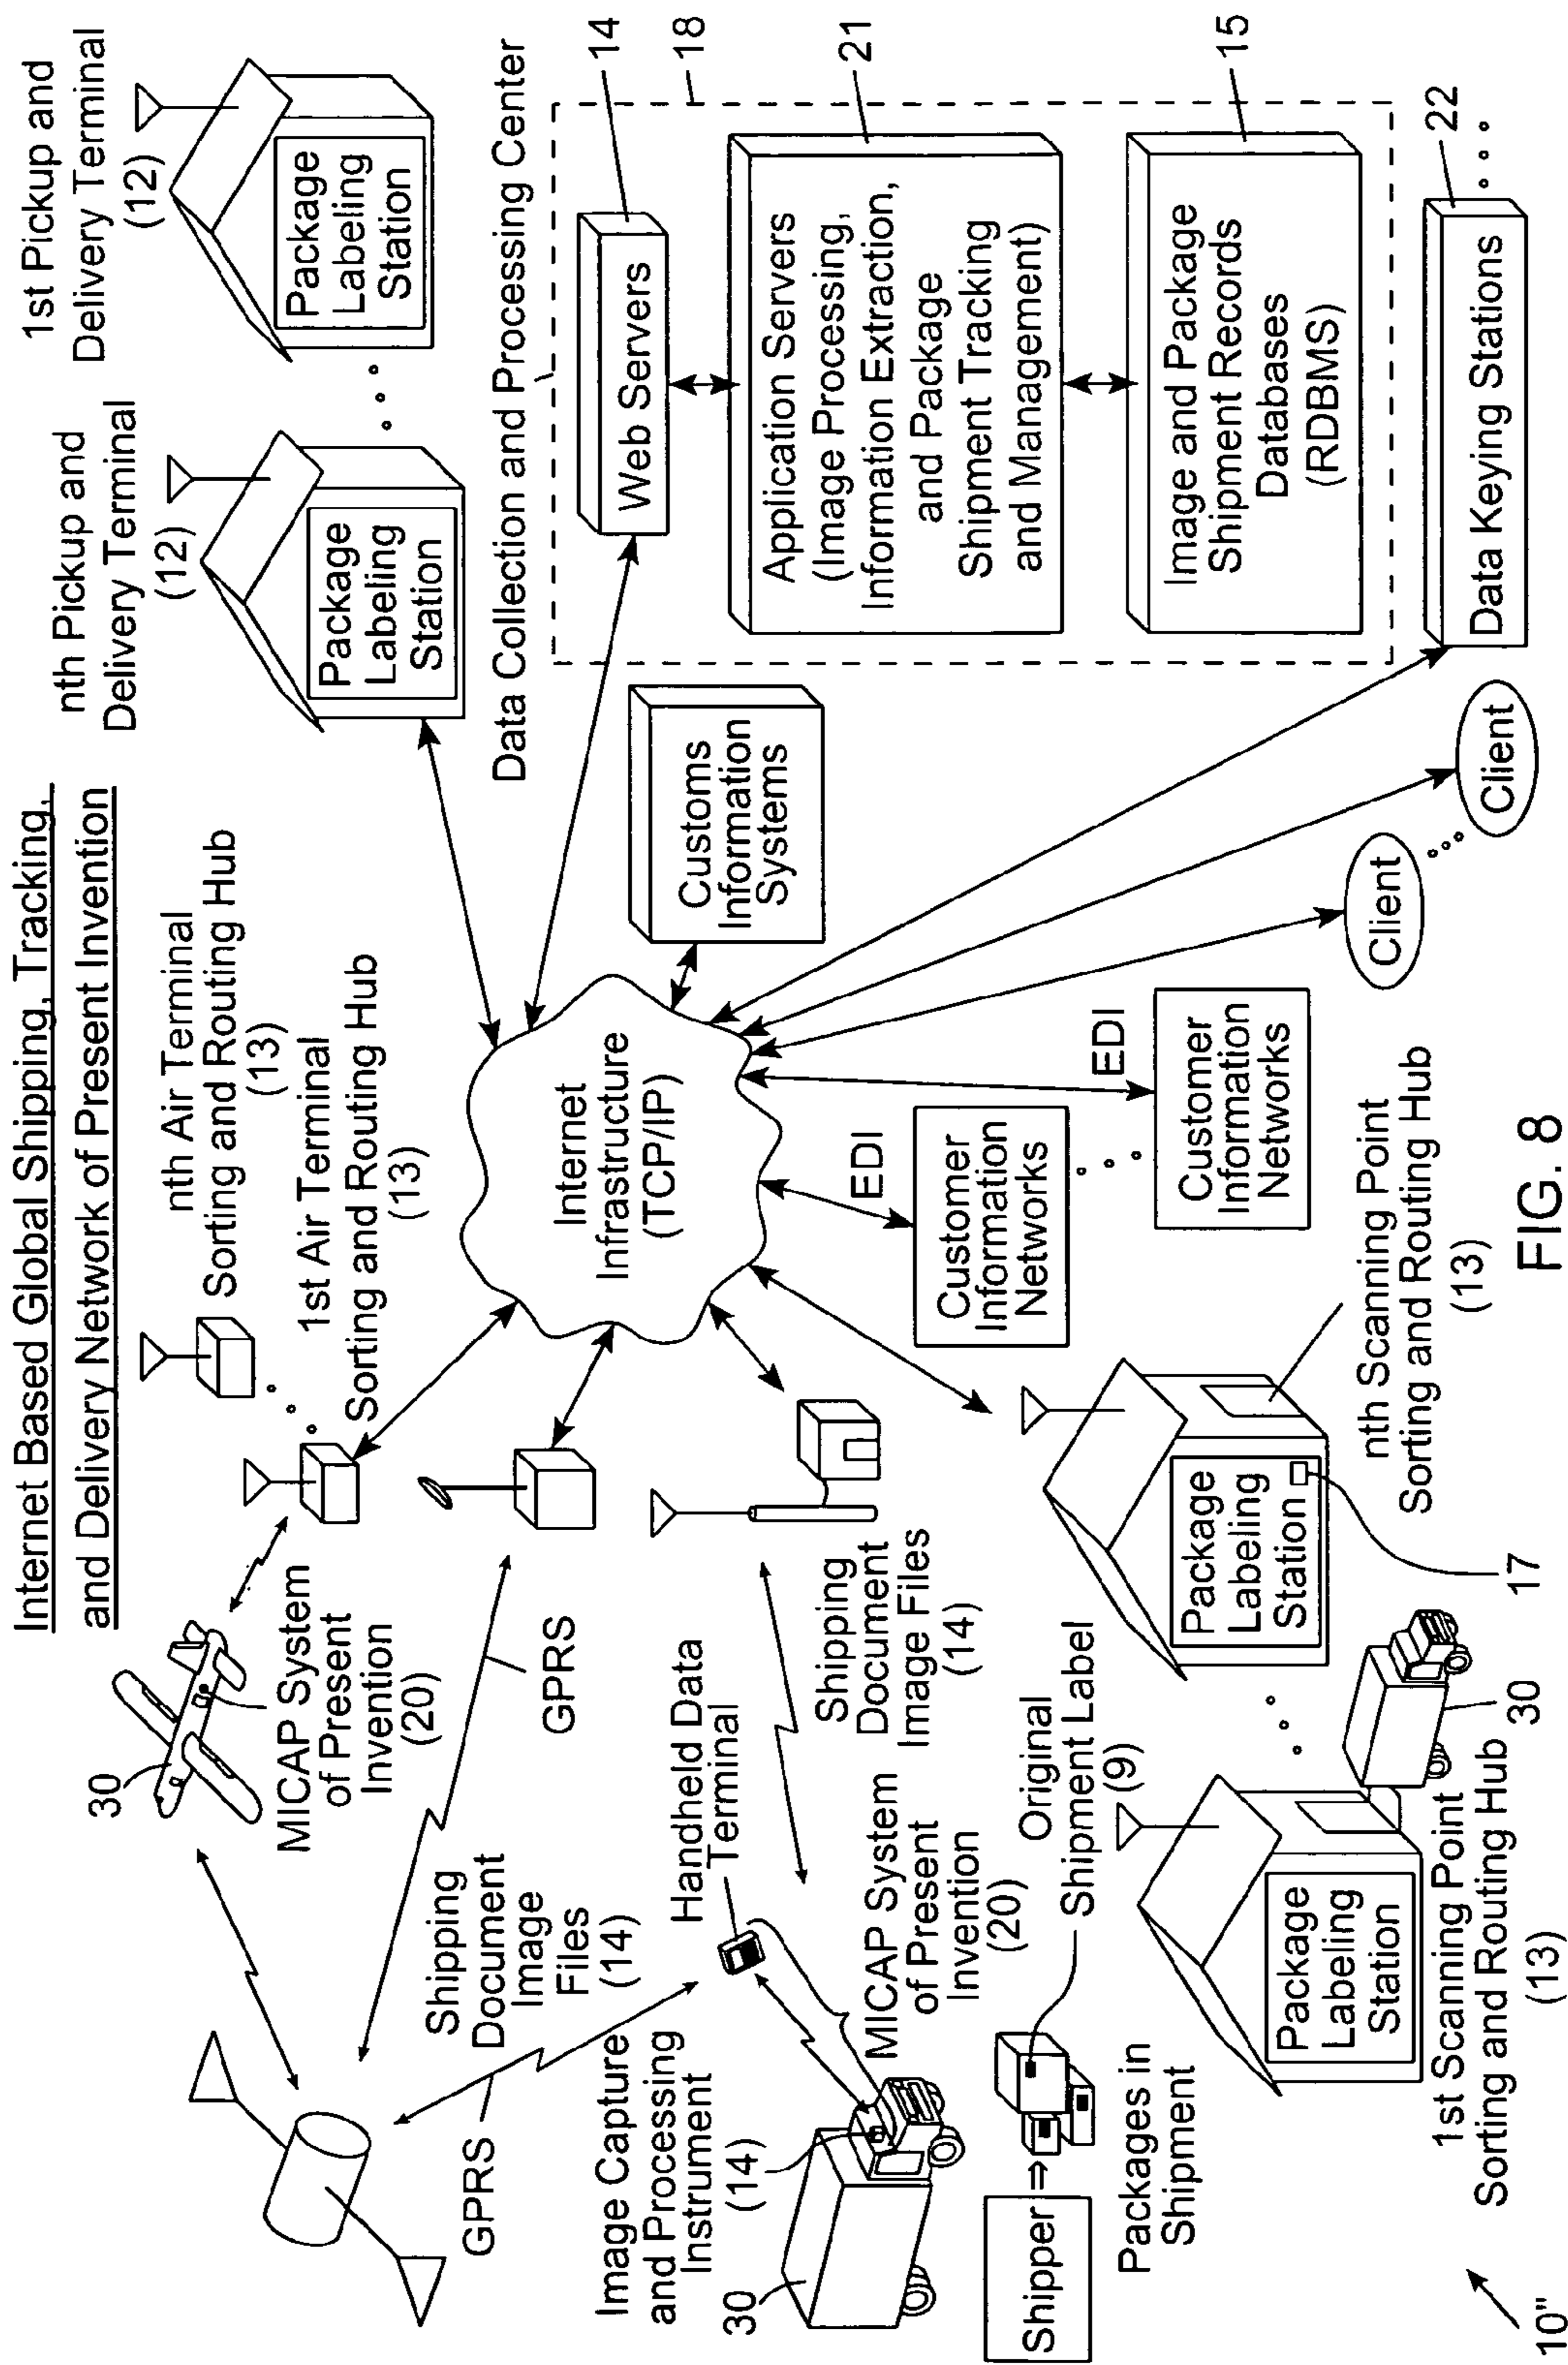 Internet Based Global Shipping, Tracking,
and Delivery Network of Present Invention
nth Air Terminal
Sorting and Routing Hub
(13)
1st Air Terminal
Sorting and Routing Hub
(13)
nth Pickup and
Delivery Terminal
(12)
Package
Labeling
Station
1st Pickup and
Delivery Terminal
(12)
Package
Labeling
Station
30
MICAP System
of Present
Invention
(20)
GPRS
Shipping
Document
Image
Files
(14)
GPRS
Internet
Infrastructure
(TCP/IP)
Data Collection and Processing Center
14
Web Servers
18
Application Servers
(Image Processing,
Information Extraction,
and Package
Shipment Tracking
and Management)
21
Image and Package
Shipment Records
Databases
(RDBMS)
15
Data Keying Stations
22
Customs
Information
Systems
Client
Client
EDI
Customer
Information
Networks
EDI
Customer
Information
Networks
Image Capture
and Processing
Instrument
(14)
30
Handheld Data
Terminal
MICAP System
of Present
Invention
(20)
Shipping
Document
Image Files
(14)
Original
Shipment Label
(9)
Shipper ⇒
Packages in
Shipment
Package
Labeling
Station
1st Scanning Point
Sorting and Routing Hub
(13)
30
Package
Labeling
Station
17
nth Scanning Point
Sorting and Routing Hub
(13)
10"
FIG. 8